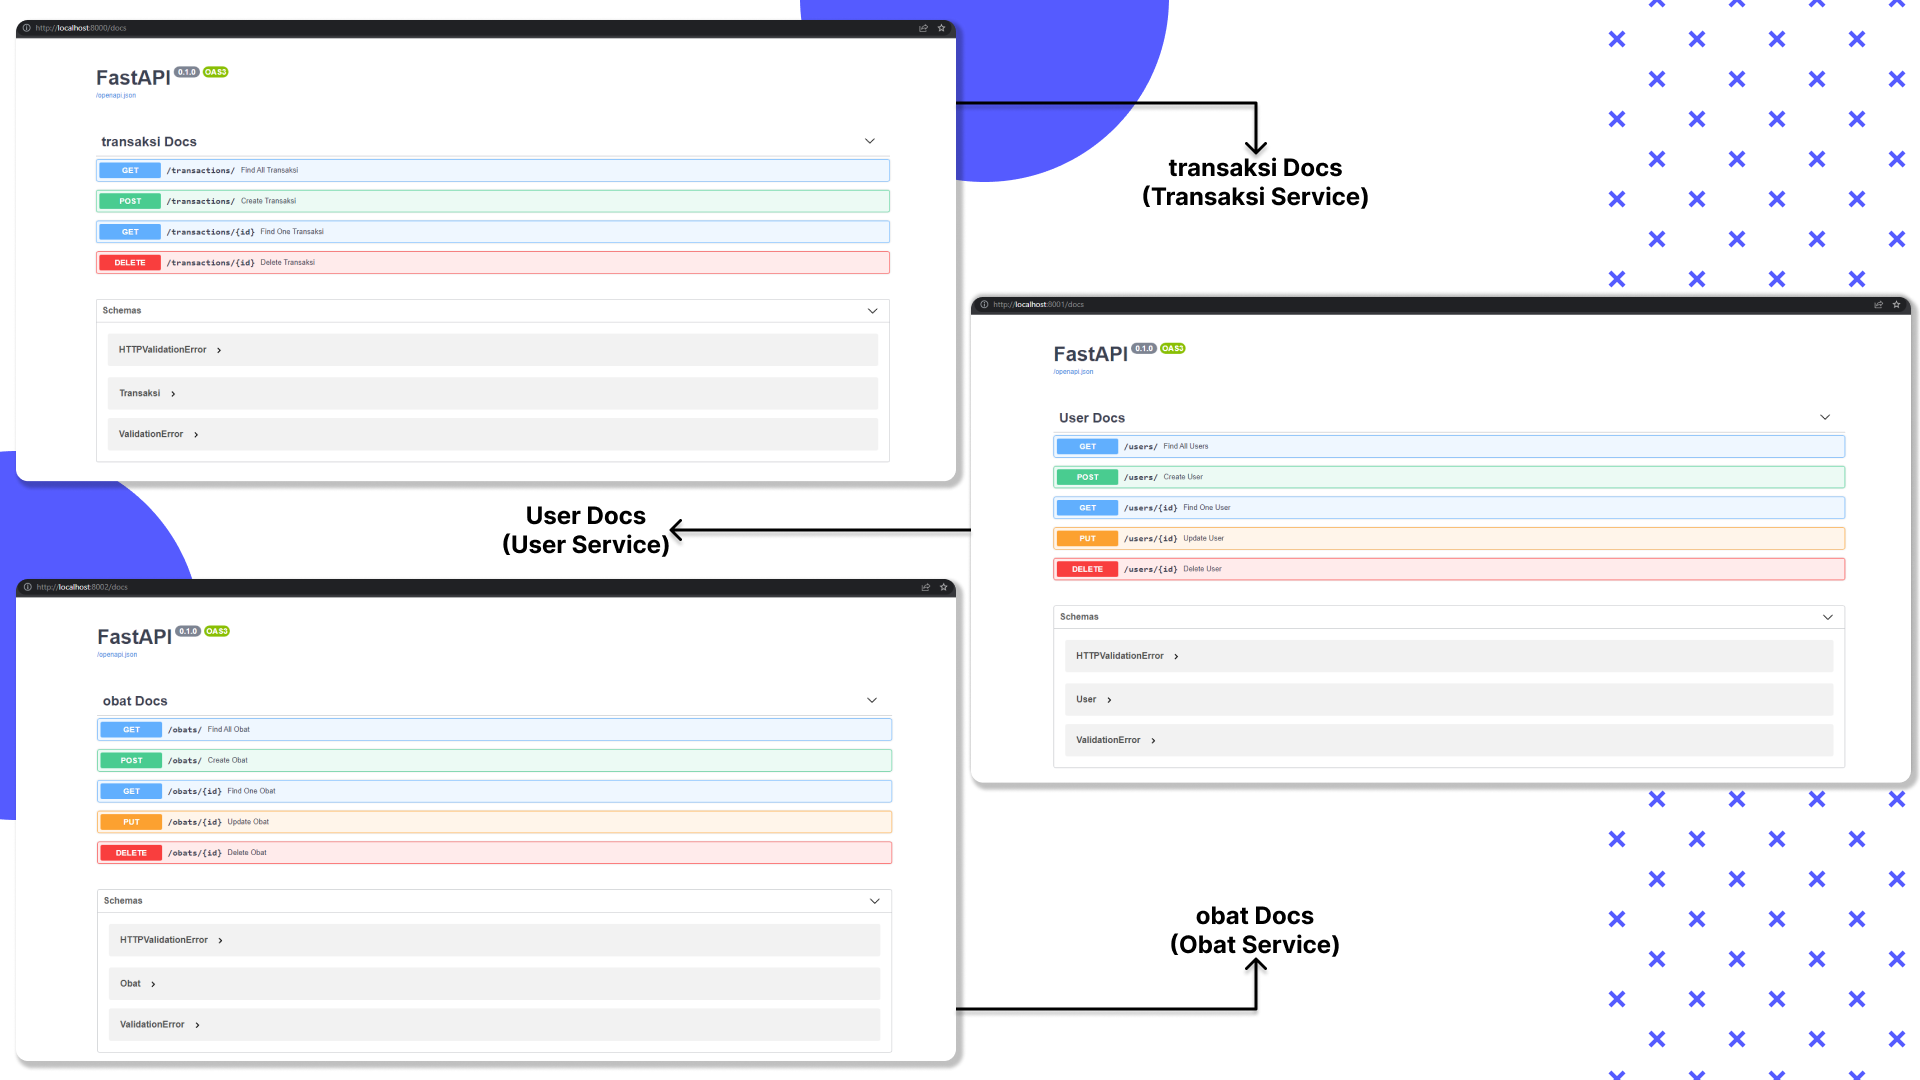 http://localhost:8000/docs
FastAPI 0.1.0 OAS3
/openapi.json
transaksi Docs
GET /transactions/ Find All Transaksi
POST /transactions/ Create Transaksi
GET /transactions/{id} Find One Transaksi
DELETE /transactions/{id} Delete Transaksi
Schemas
HTTPValidationError
Transaksi
ValidationError
transaksi Docs
(Transaksi Service)
http://localhost:8001/docs
FastAPI 0.1.0 OAS3
/openapi.json
User Docs
GET /users/ Find All Users
POST /users/ Create User
GET /users/{id} Find One User
PUT /users/{id} Update User
DELETE /users/{id} Delete User
Schemas
HTTPValidationError
User
ValidationError
User Docs
(User Service)
http://localhost:8002/docs
FastAPI 0.1.0 OAS3
/openapi.json
obat Docs
GET /obats/ Find All Obat
POST /obats/ Create Obat
GET /obats/{id} Find One Obat
PUT /obats/{id} Update Obat
DELETE /obats/{id} Delete Obat
Schemas
HTTPValidationError
Obat
ValidationError
obat Docs
(Obat Service)